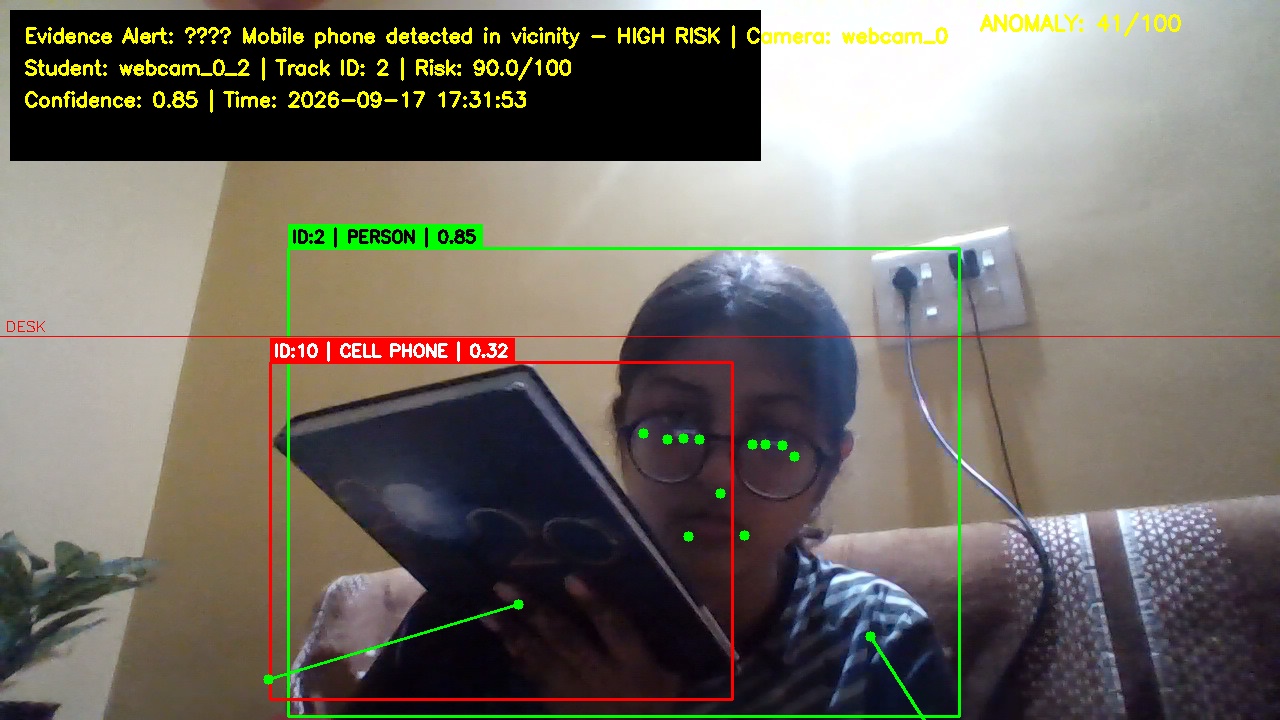 Evidence Alert: ???? Mobile phone detected in vicinity - HIGH RISK | Camera: webcam_0
ANOMALY: 41/100
Student: webcam_0_2 | Track ID: 2 | Risk: 90.0/100
Confidence: 0.85 | Time: 2026-09-17 17:31:53
ID:2 | PERSON | 0.85
DESK
ID:10 | CELL PHONE | 0.32